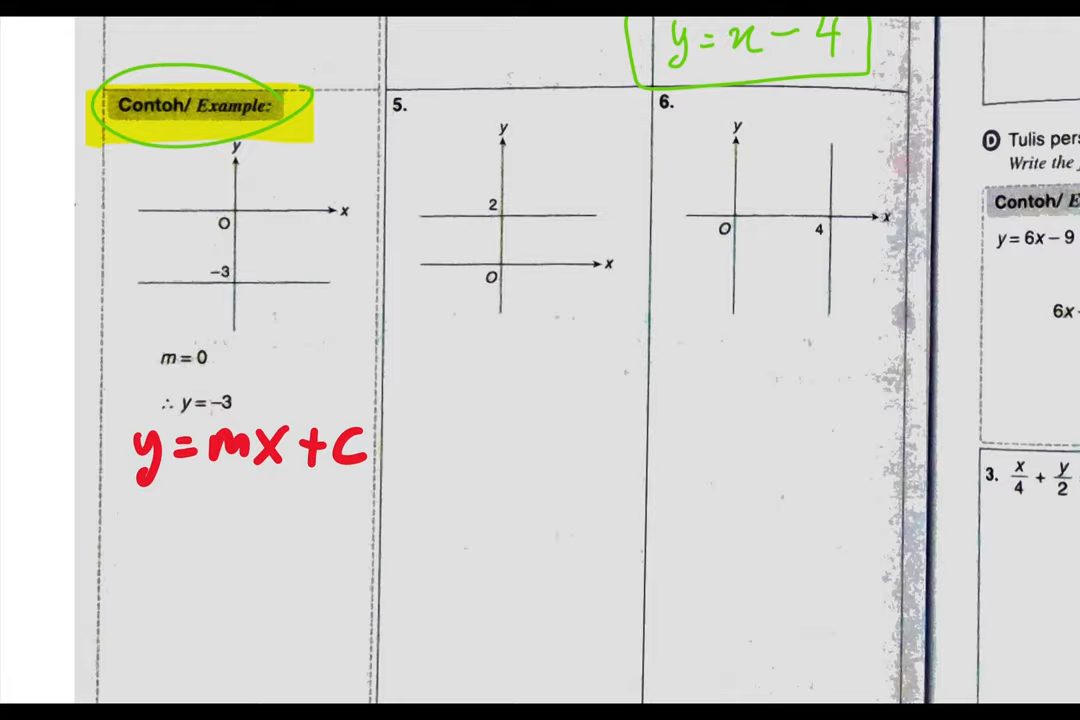 y = x - 4
Contoh/ Example:
y
x
O
-3
m = 0
∴ y = -3
y = mx + c
5.
y
2
x
O
6.
y
x
O
4
D Tulis
Write the
Contoh/
y = 6x - 9
6x
3. x/4 + y/2